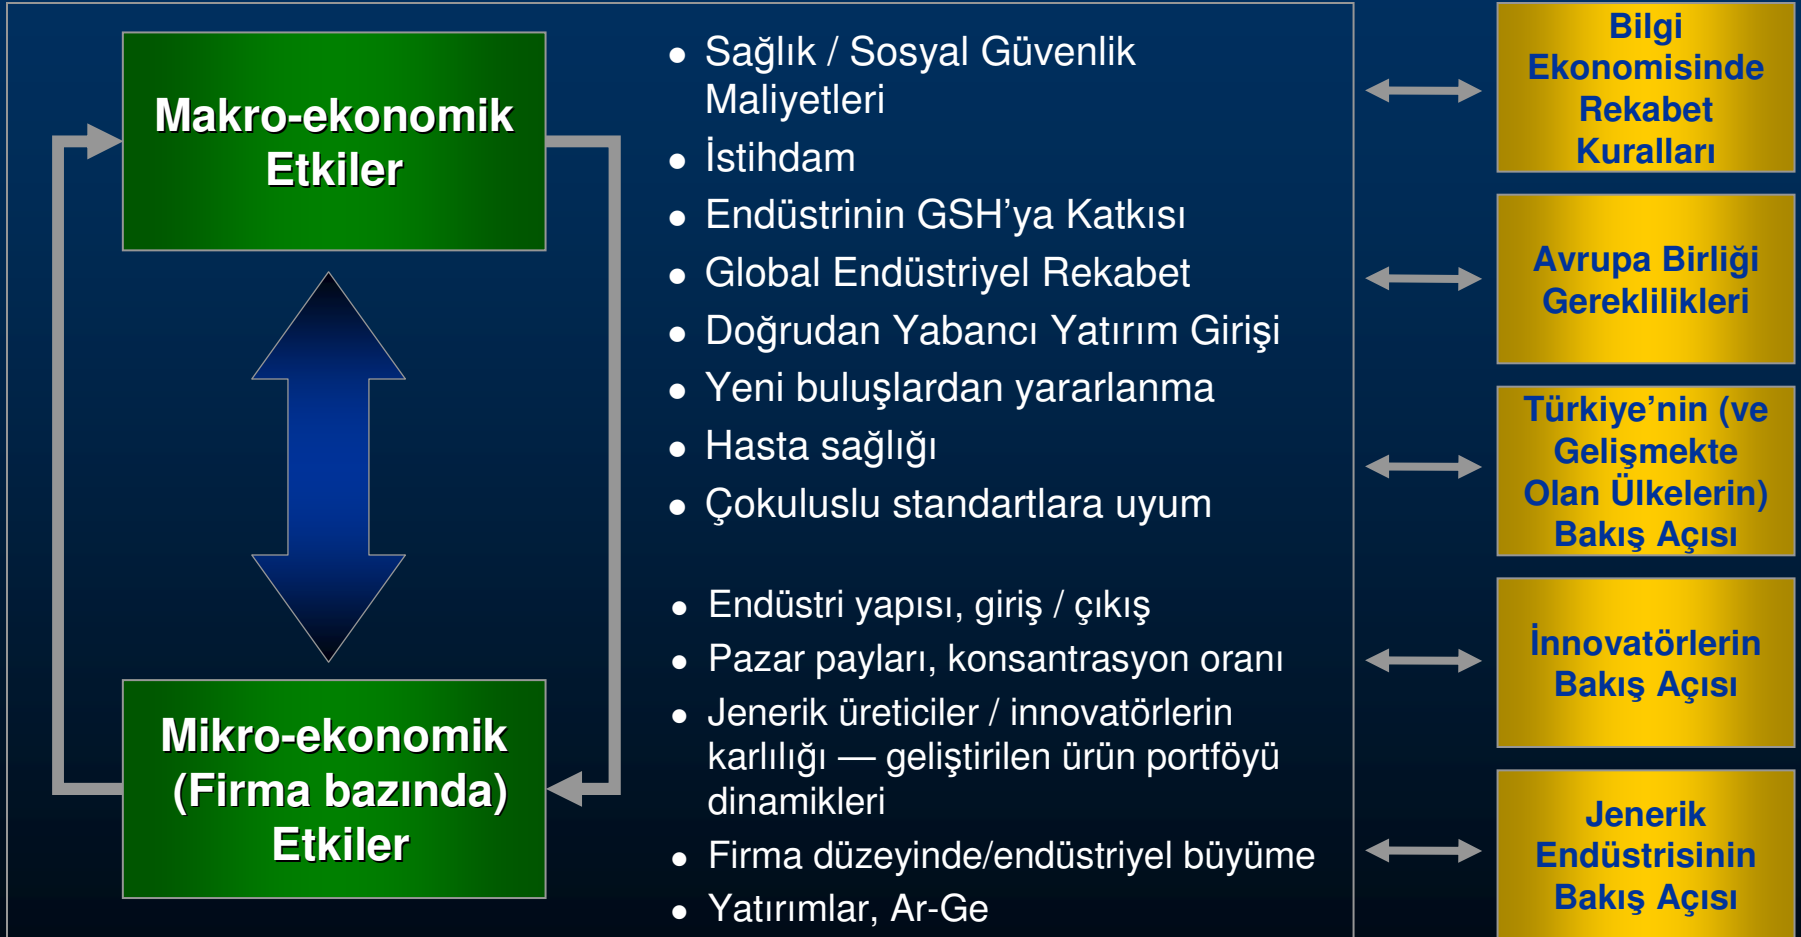 Makro-ekonomik
Etkiler
Mikro-ekonomik
(Firma bazında)
Etkiler
● Sağlık / Sosyal Güvenlik
Maliyetleri
● İstihdam
● Endüstrinin GSH’ya Katkısı
● Global Endüstriyel Rekabet
● Doğrudan Yabancı Yatırım Girişi
● Yeni buluşlardan yararlanma
● Hasta sağlığı
● Çokuluslu standartlara uyum
● Endüstri yapısı, giriş / çıkış
● Pazar payları, konsantrasyon oranı
● Jenerik üreticiler / innovatörlerin
karlılığı — geliştirilen ürün portföyü
dinamikleri
● Firma düzeyinde/endüstriyel büyüme
● Yatırımlar, Ar-Ge
Bilgi
Ekonomisinde
Rekabet
Kuralları
Avrupa Birliği
Gereklilikleri
Türkiye’nin (ve
Gelişmekte
Olan Ülkelerin)
Bakış Açısı
İnnovatörlerin
Bakış Açısı
Jenerik
Endüstrisinin
Bakış Açısı